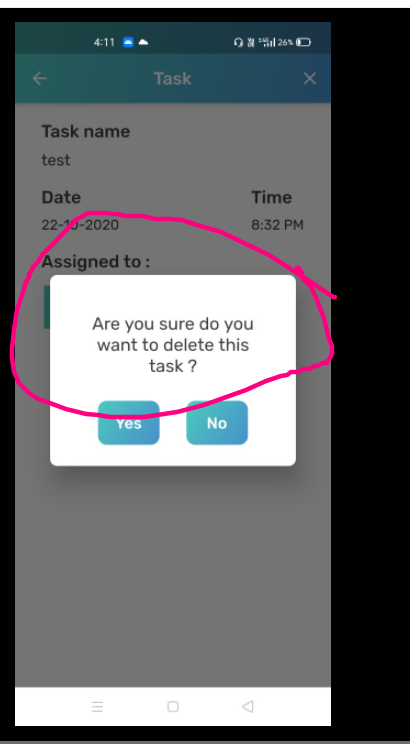 4:11 26%
Task
Task name
test
Date Time
22-10-2020 8:32 PM
Assigned to :
Are you sure do you
want to delete this
task ?
Yes No